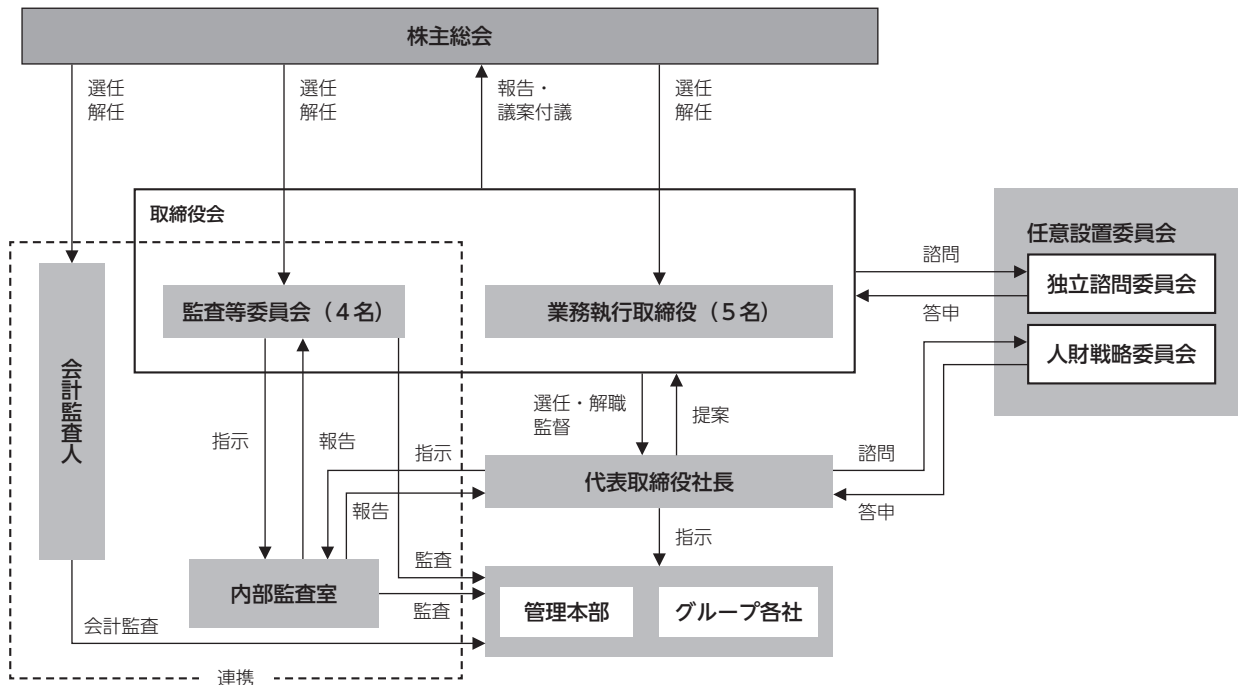 株主総会
選任
解任
選任
解任
報告・
議案付議
選任
解任
取締役会
任意設置委員会
諮問
独立諮問委員会
監査等委員会（4名）
業務執行取締役（5名）
答申
人財戦略委員会
会計監査人
選任・解職
監督
提案
指示
報告
指示
諮問
代表取締役社長
報告
答申
指示
監査
内部監査室
監査
管理本部
グループ各社
会計監査
連携